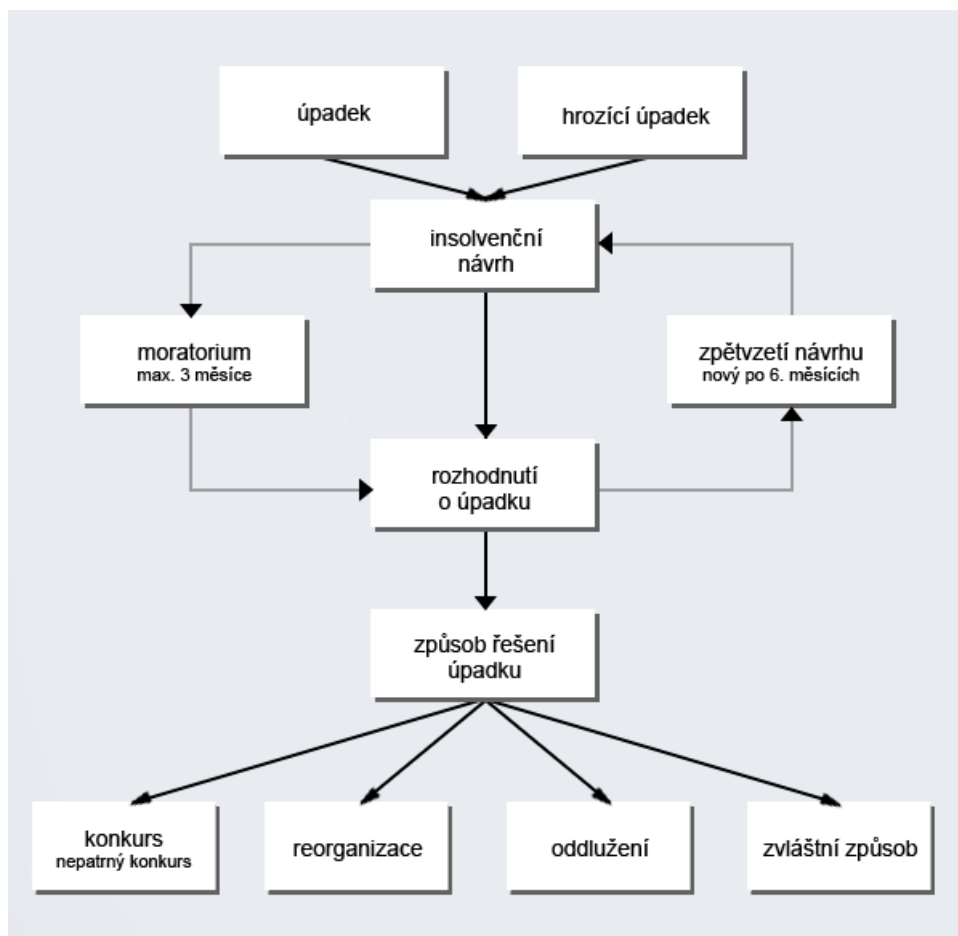 úpadek
hrozící úpadek
insolvenční
návrh
moratorium
max. 3 měsíce
zpětvzetí návrhu
nový po 6. měsících
rozhodnutí
o úpadku
způsob řešení
úpadku
konkurs
nepatrný konkurs
reorganizace
oddlužení
zvláštní způsob